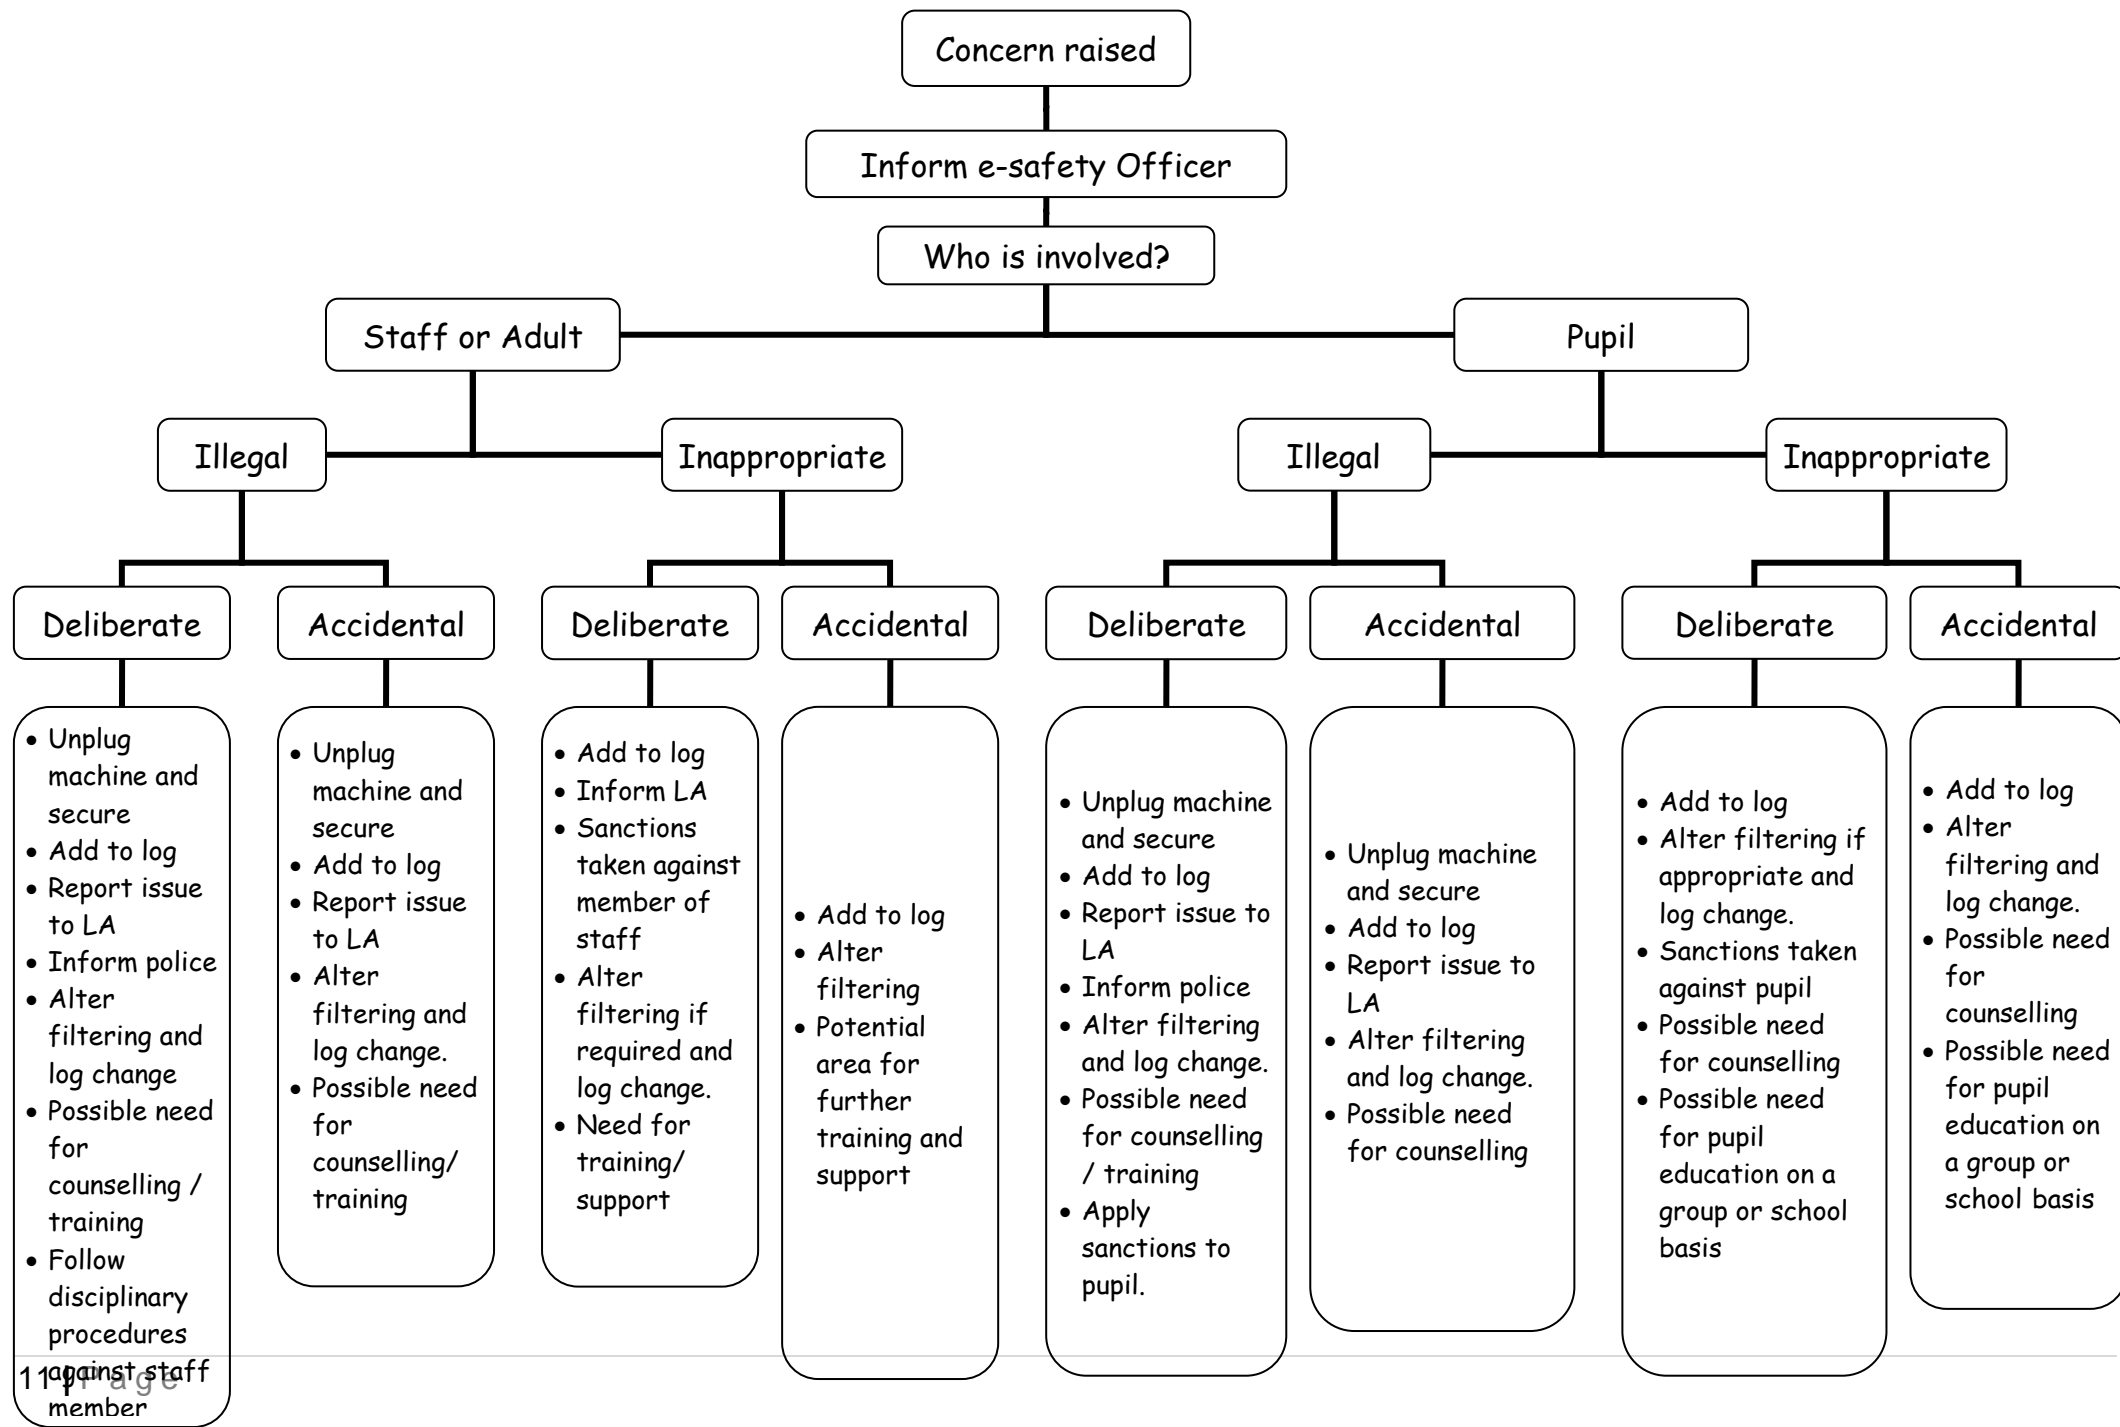 Concern raised
Inform e-safety Officer
Who is involved?
Staff or Adult
Pupil
Illegal
Inappropriate
Illegal
Inappropriate
Deliberate
Accidental
Deliberate
Accidental
Deliberate
Accidental
Deliberate
Accidental
• Unplug
machine and
secure
• Add to log
• Report issue
to LA
• Inform police
• Alter
filtering and
log change
• Possible need
for
counselling /
training
• Follow
disciplinary
procedures
against staff
member
• Unplug
machine and
secure
• Add to log
• Report issue
to LA
• Alter
filtering and
log change.
• Possible need
for
counselling/
training
• Add to log
• Inform LA
• Sanctions
taken against
member of
staff
• Alter
filtering if
required and
log change.
• Need for
training/
support
• Add to log
• Alter
filtering
• Potential
area for
further
training and
support
• Unplug machine
and secure
• Add to log
• Report issue to
LA
• Inform police
• Alter filtering
and log change.
• Possible need
for counselling
/ training
• Apply
sanctions to
pupil.
• Unplug machine
and secure
• Add to log
• Report issue to
LA
• Alter filtering
and log change.
• Possible need
for counselling
• Add to log
• Alter filtering if
appropriate and
log change.
• Sanctions taken
against pupil
• Possible need
for counselling
• Possible need
for pupil
education on a
group or school
basis
• Add to log
• Alter
filtering and
log change.
• Possible need
for
counselling
• Possible need
for pupil
education on
a group or
school basis
11 | Page